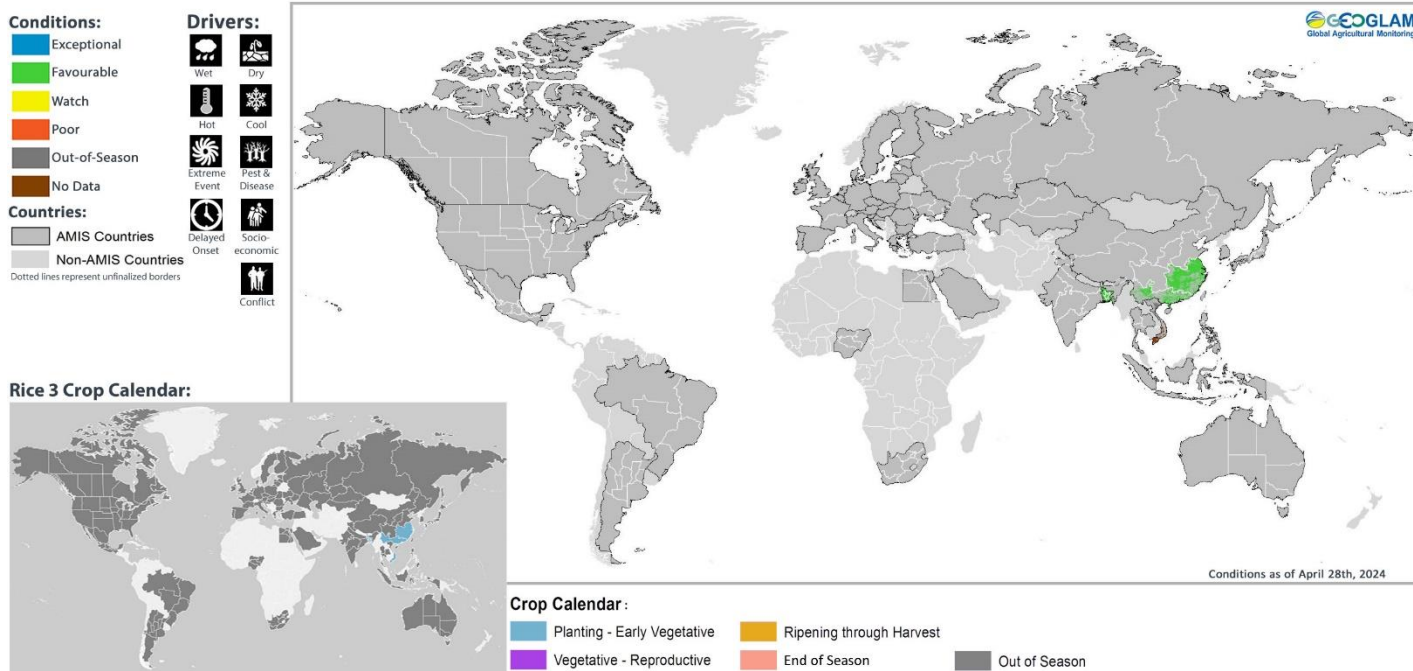 Conditions:
Exceptional
Favourable
Watch
Poor
Out-of-Season
No Data
Countries:
AMIS Countries
Non-AMIS Countries
Dotted lines represent unfinalized borders
Drivers:
Wet
Dry
Hot
Cool
Extreme
Event
Pest &
Disease
Delayed
Onset
Socio-
economic
Conflict
GEOGLAM
Global Agricultural Monitoring
Conditions as of April 28th, 2024
Rice 3 Crop Calendar:
Crop Calendar :
Planting - Early Vegetative
Ripening through Harvest
Vegetative - Reproductive
End of Season
Out of Season